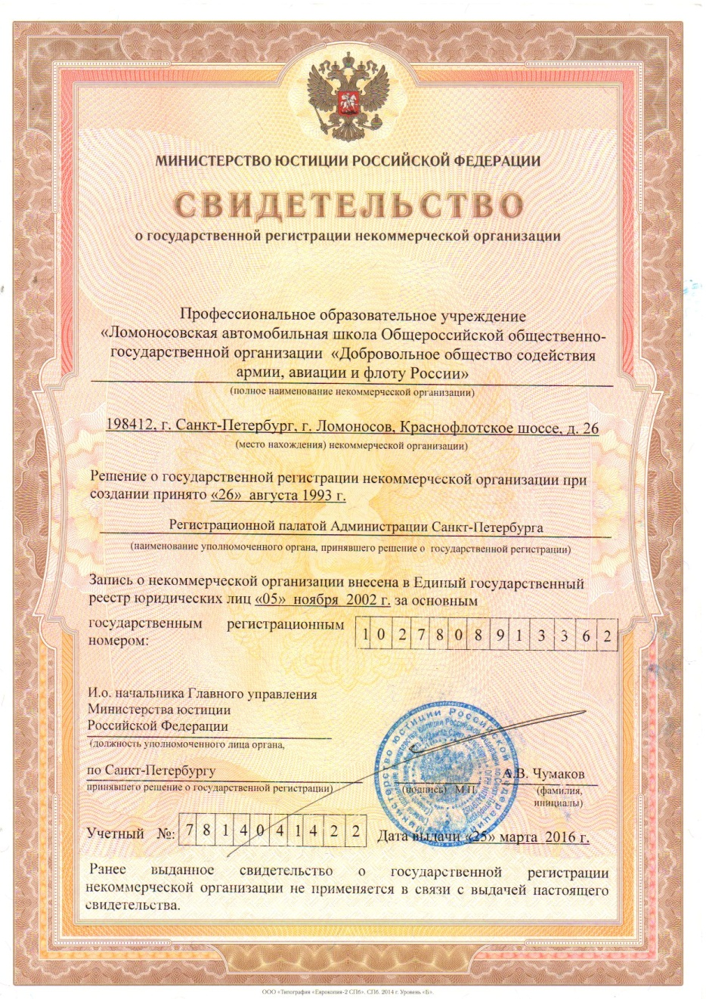 МИНИСТЕРСТВО ЮСТИЦИИ РОССИЙСКОЙ ФЕДЕРАЦИИ
СВИДЕТЕЛЬСТВО
о государственной регистрации некоммерческой организации
Профессиональное образовательное учреждение
«Ломоносовская автомобильная школа Общероссийской общественно-
государственной организации «Добровольное общество содействия
армии, авиации и флоту России»
(полное наименование некоммерческой организации)
198412, г. Санкт-Петербург, г. Ломоносов, Краснофлотское шоссе, д. 26
(место нахождения) некоммерческой организации)
Решение о государственной регистрации некоммерческой организации при
создании принято «26» августа 1993 г.
Регистрационной палатой Администрации Санкт-Петербурга
(наименование уполномоченного органа, принявшего решение о государственной регистрации)
Запись о некоммерческой организации внесена в Единый государственный
реестр юридических лиц «05» ноября 2002 г. за основным
государственным регистрационным
номером: 1 0 2 7 8 0 8 9 1 3 3 6 2
И.о. начальника Главного управления
Министерства юстиции
Российской Федерации
(должность уполномоченного лица органа,
по Санкт-Петербургу
А.В. Чумаков
принявшего решение о государственной регистрации)
(подпись) М.П.
(фамилия,
инициалы)
Учетный №: 7 8 1 4 0 4 1 4 2 2 Дата выдачи «25» марта 2016 г.
Ранее выданное свидетельство о государственной регистрации
некоммерческой организации не применяется в связи с выдачей настоящего
свидетельства.
ООО «Типография «Еврокопия-2 СПб». СПб. 2014 г. Уровень «Б».